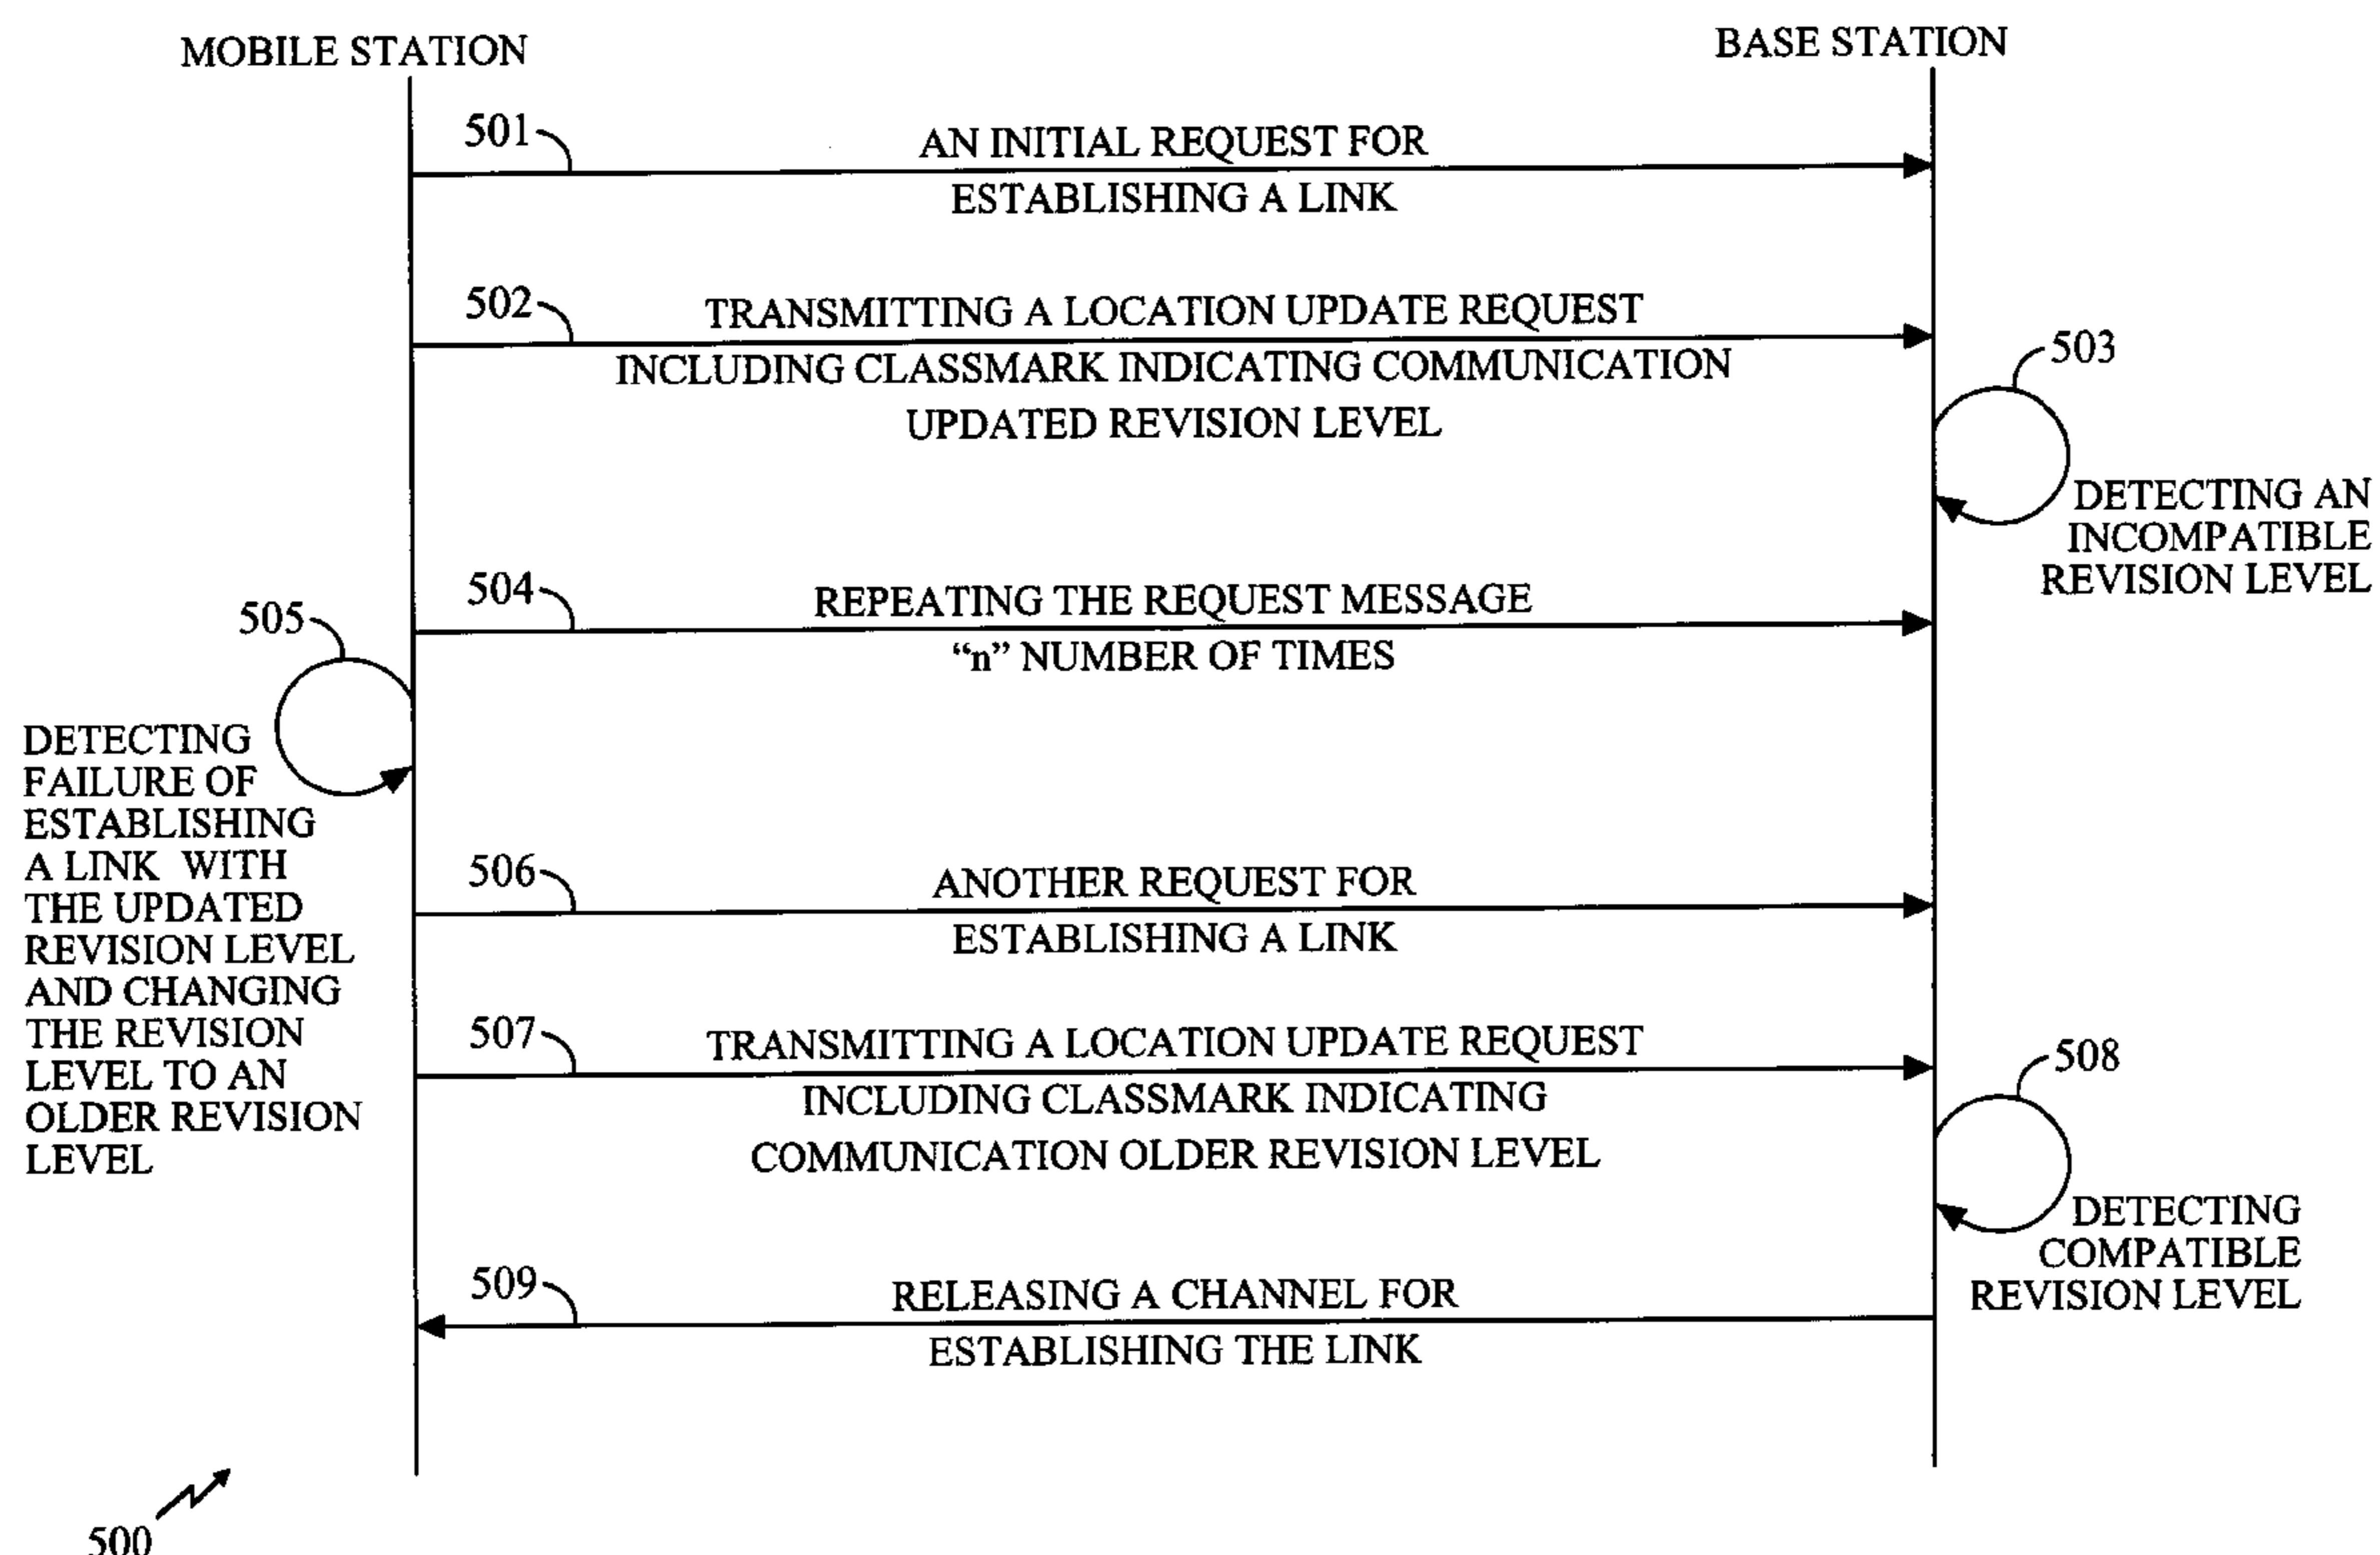 MOBILE STATION
BASE STATION
501
AN INITIAL REQUEST FOR
ESTABLISHING A LINK
502
TRANSMITTING A LOCATION UPDATE REQUEST
INCLUDING CLASSMARK INDICATING COMMUNICATION
UPDATED REVISION LEVEL
503
DETECTING AN
INCOMPATIBLE
REVISION LEVEL
504
REPEATING THE REQUEST MESSAGE
“n” NUMBER OF TIMES
505
DETECTING
FAILURE OF
ESTABLISHING
A LINK WITH
THE UPDATED
REVISION LEVEL
AND CHANGING
THE REVISION
LEVEL TO AN
OLDER REVISION
LEVEL
506
ANOTHER REQUEST FOR
ESTABLISHING A LINK
507
TRANSMITTING A LOCATION UPDATE REQUEST
INCLUDING CLASSMARK INDICATING
COMMUNICATION OLDER REVISION LEVEL
508
DETECTING
COMPATIBLE
REVISION LEVEL
509
RELEASING A CHANNEL FOR
ESTABLISHING THE LINK
500